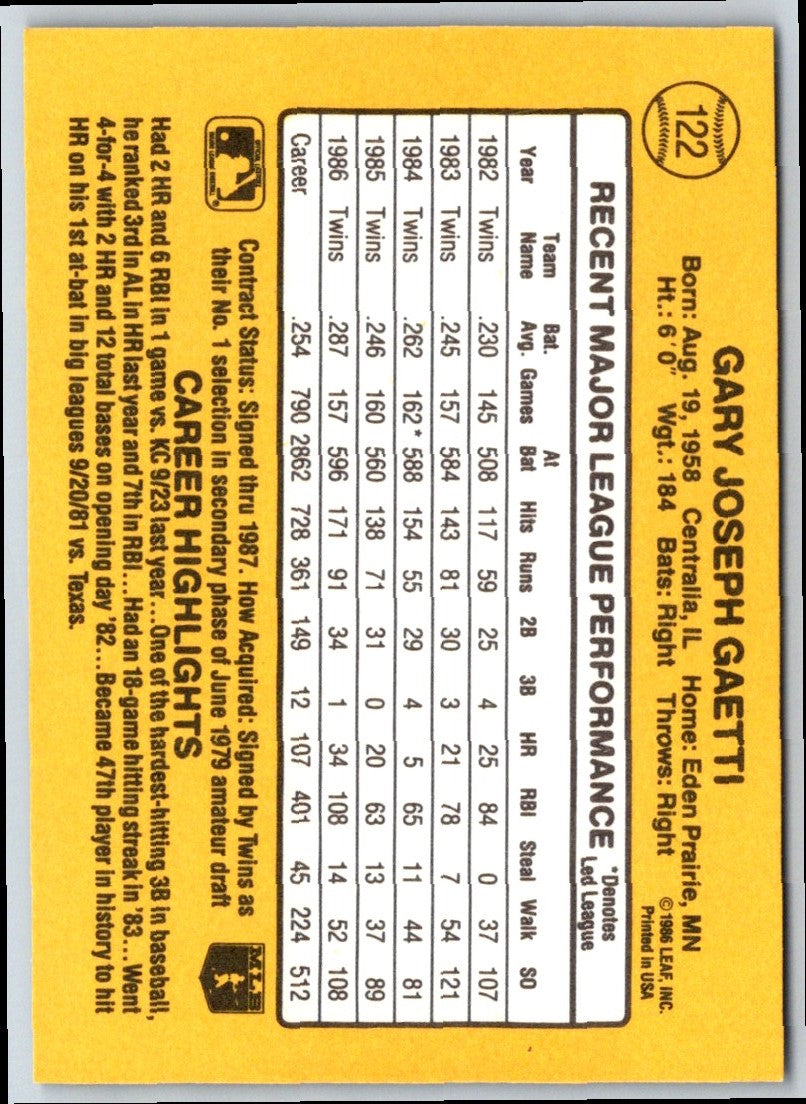 122
GARY JOSEPH GAETTI
Born: Aug. 19, 1958 Centralia, IL Home: Eden Prairie, MN
Ht.: 6'0" Wgt.: 184 Bats: Right Throws: Right
©1986 LEAF, INC.
Printed in USA
RECENT MAJOR LEAGUE PERFORMANCE *Denotes Led League
Year Team Name Bat. Avg. Games At Bat Hits Runs 2B 3B HR RBI Steal Walk SO
1982 Twins .230 145 508 117 59 25 4 25 84 0 37 107
1983 Twins .245 157 584 143 81 30 3 21 78 7 54 121
1984 Twins .262 162* 588 154 55 29 4 5 65 11 44 81
1985 Twins .246 160 560 138 71 31 0 20 63 13 37 89
1986 Twins .287 157 596 171 91 34 1 34 108 14 52 108
Career .254 790 2862 728 361 149 12 107 401 45 224 512
Contract Status: Signed thru 1987. How Acquired: Signed by Twins as
their No. 1 selection in secondary phase of June 1979 amateur draft
MLB
CAREER HIGHLIGHTS
Had 2 HR and 6 RBI in 1 game vs. KC 9/23 last year...One of the hardest-hitting 3B in baseball,
he ranked 3rd in AL in HR last year and 7th in RBI...Had an 18-game hitting streak in '83...Went
4-for-4 with 2 HR and 12 total bases on opening day '82...Became 47th player in history to hit
HR on his 1st at-bat in big leagues 9/20/81 vs. Texas.